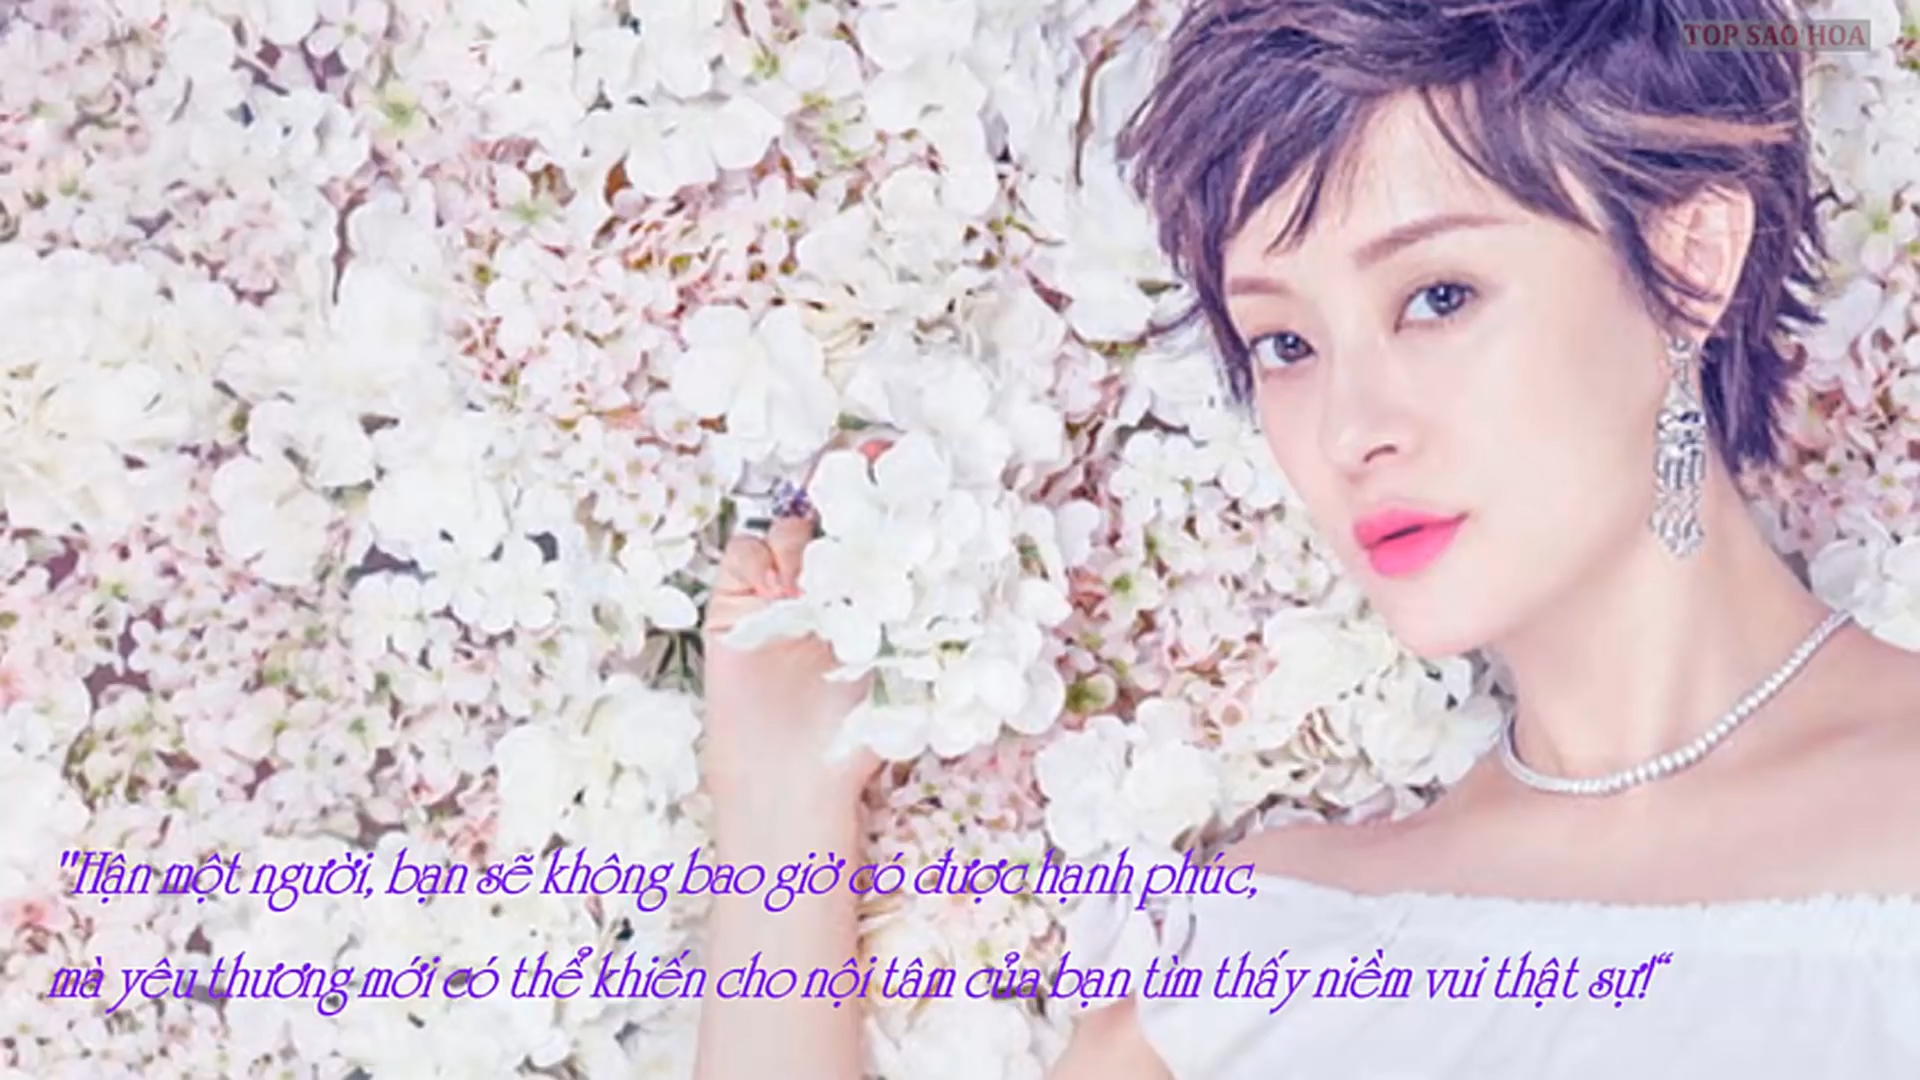 TOP SAO HOA
"Hận một người, bạn sẽ không bao giờ có được hạnh phúc,
mà yêu thương mới có thể khiến cho nội tâm của bạn tìm thấy niềm vui thật sự!“